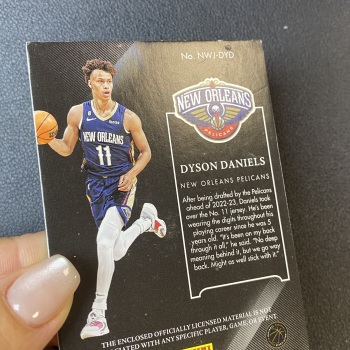 No. NWJ-DYD
NEW ORLEANS
PELICANS
NEW ORLEANS
11
DYSON DANIELS
NEW ORLEANS PELICANS
After being drafted by the Pelicans
ahead of 2022-23, Daniels took
over the No. 11 jersey. He's been
wearing the digits throughout his
playing career since he was 5
years old. "It's been on my back
through it all," he said. "No deep
meaning behind it, but we go way
back. Might as well stick with it."
THE ENCLOSED OFFICIALLY LICENSED MATERIAL IS NOT
CIATED WITH ANY SPECIFIC PLAYER, GAME, OR EVENT.